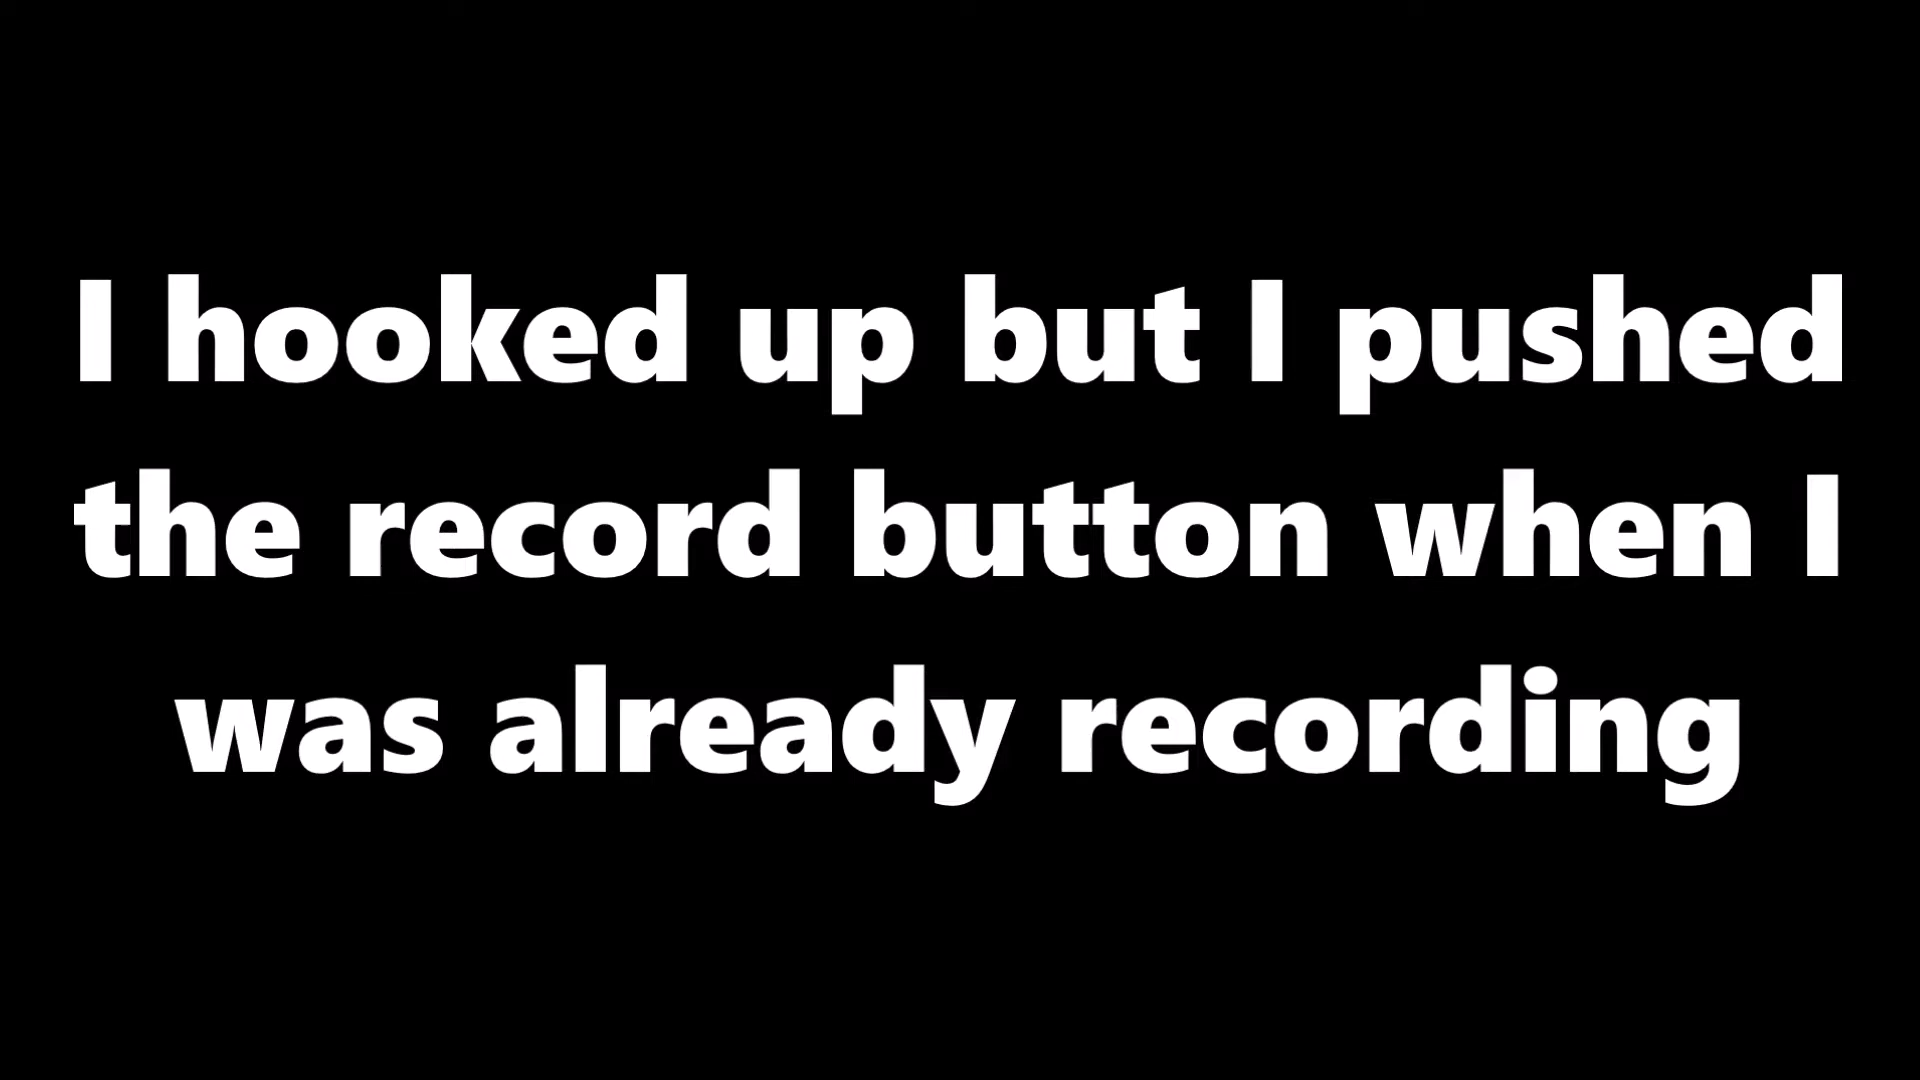 I hooked up but I pushed
the record button when I
was already recording